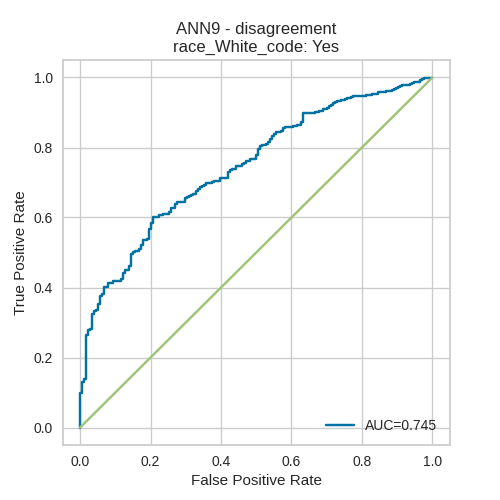 ANN9 - disagreement
race_White_code: Yes
True Positive Rate
1.0
0.8
0.6
0.4
0.2
0.0
AUC=0.745
0.0 0.2 0.4 0.6 0.8 1.0
False Positive Rate